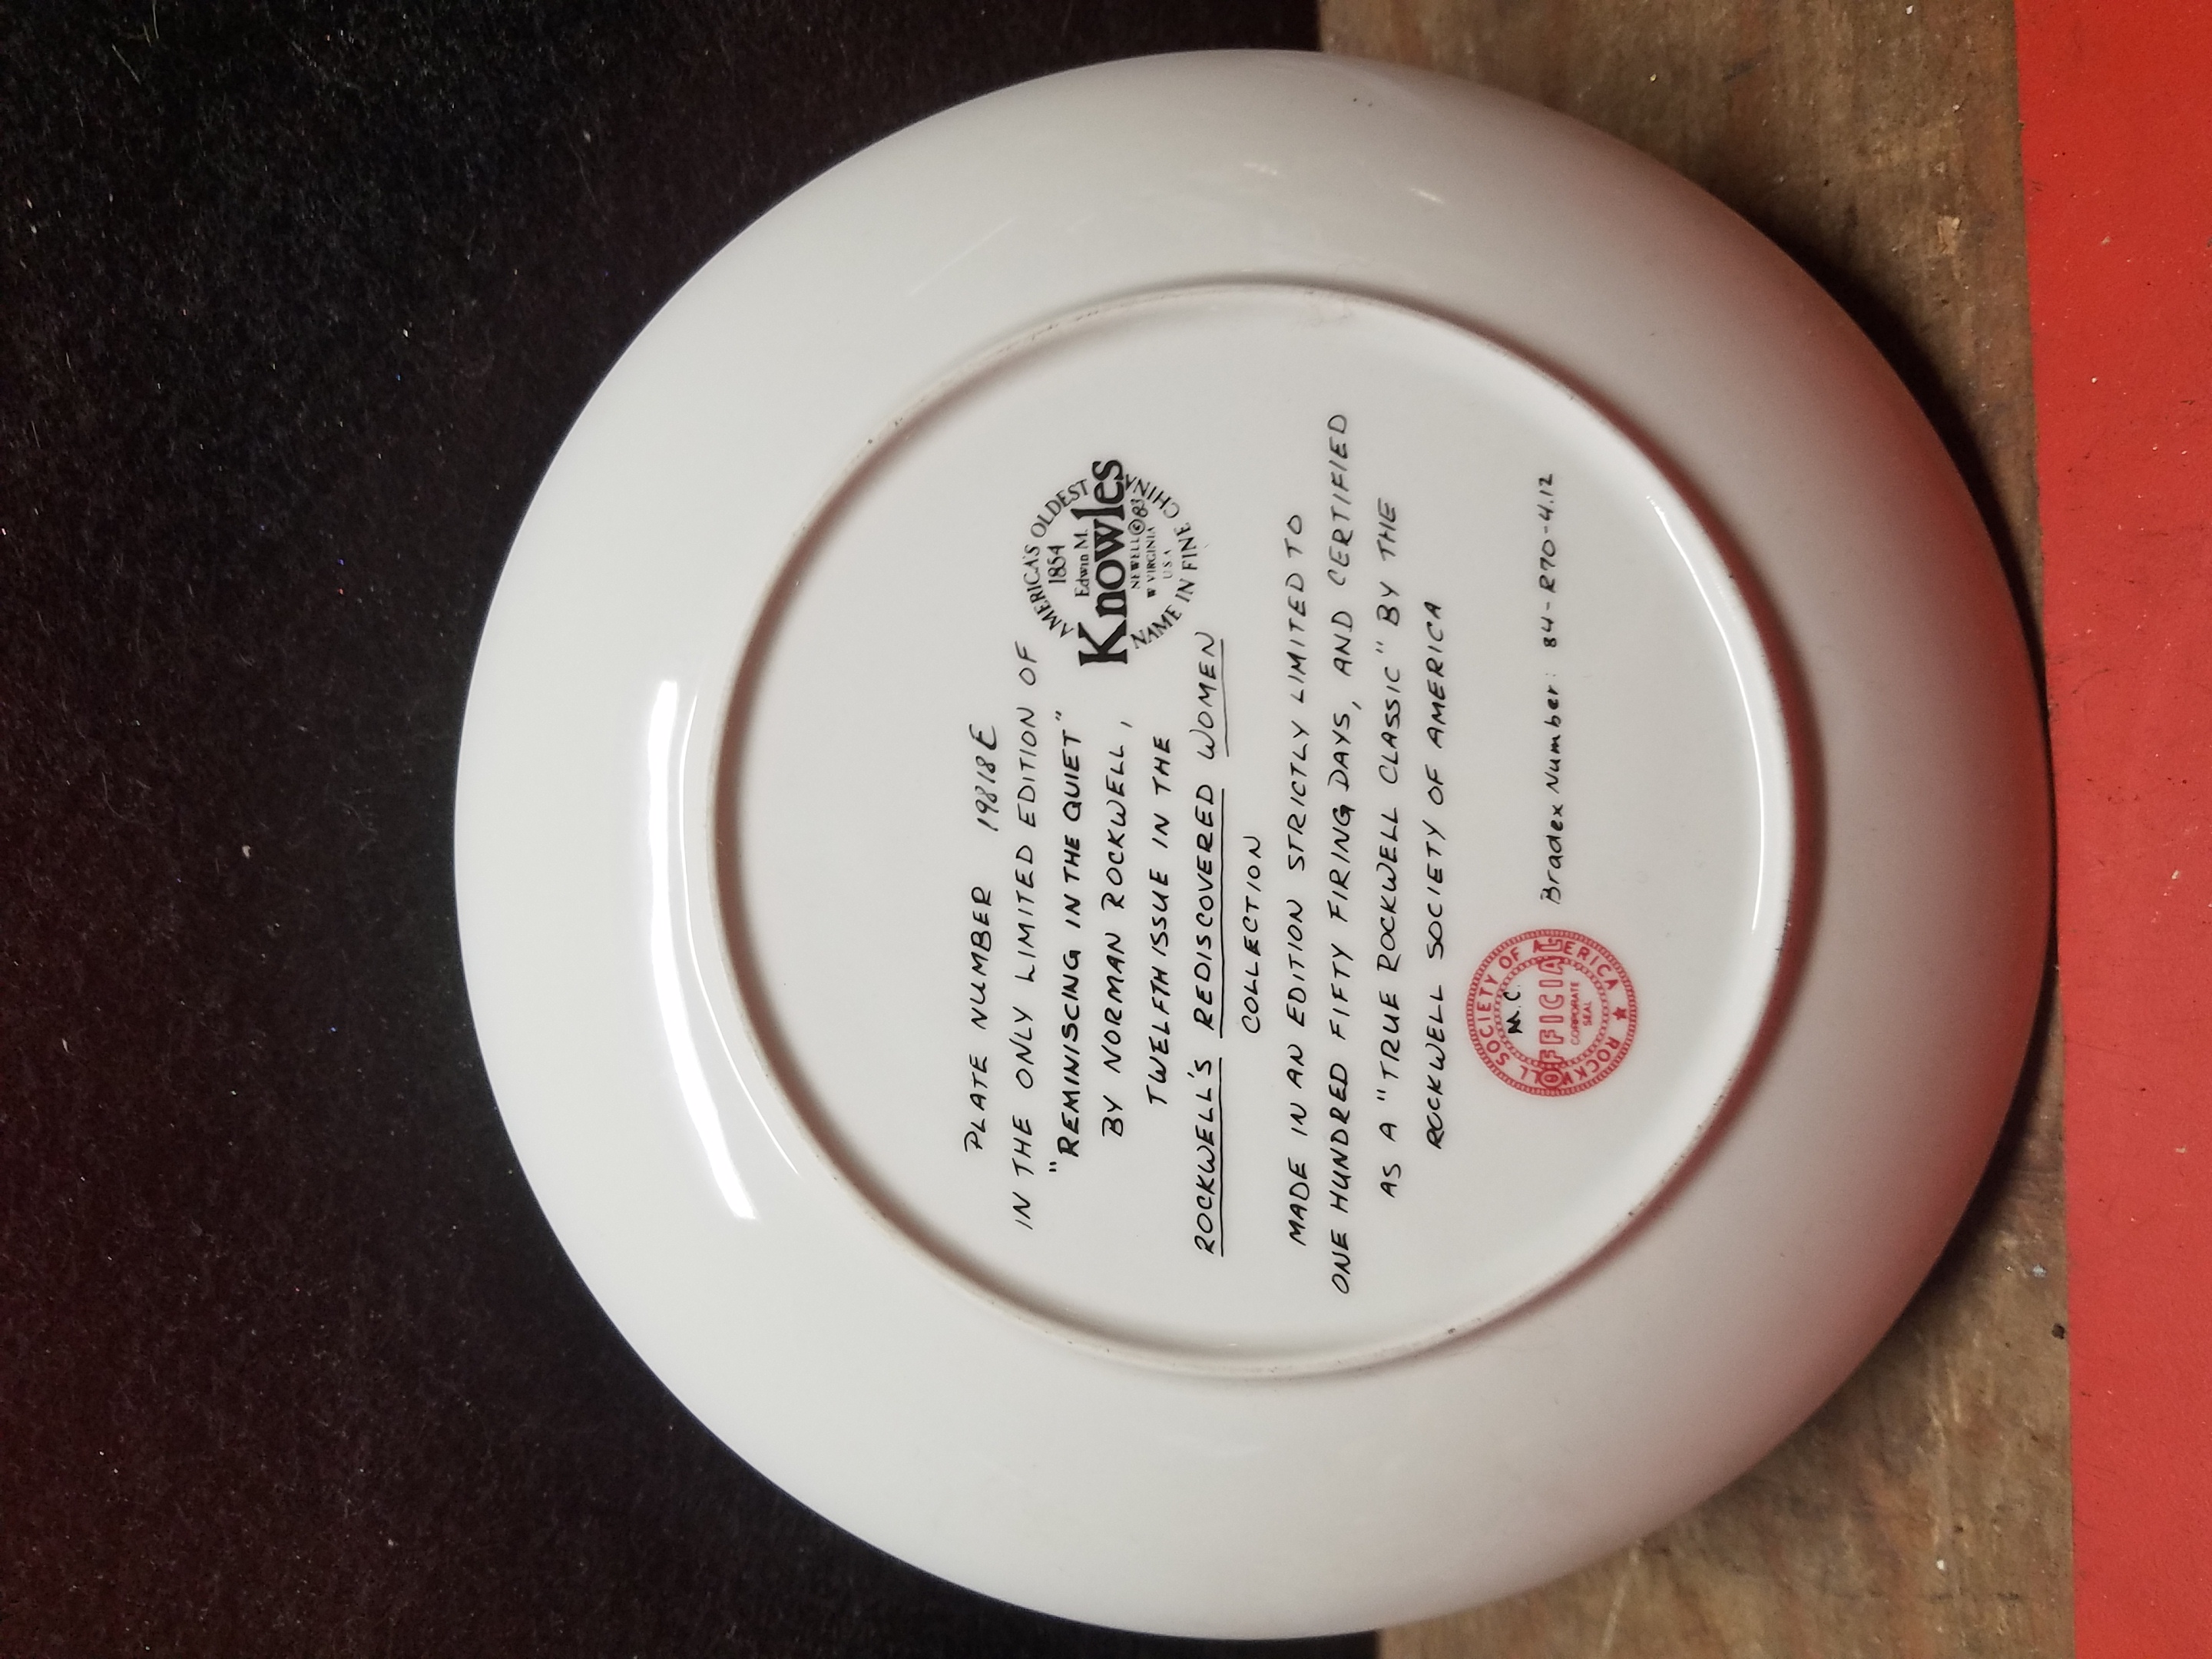 PLATE NUMBER 19818E
IN THE ONLY LIMITED EDITION OF
"REMINISCING IN THE QUIET"
BY NORMAN ROCKWELL,
TWELFTH ISSUE IN THE
ROCKWELL'S REDISCOVERED WOMEN
COLLECTION
AMERICA'S OLDEST
1854
Edwin M.
Knowles
NEWELL © 83
W VIRGINIA
U.S.A.
NAME IN FINE CHINA
MADE IN AN EDITION STRICTLY LIMITED TO
ONE HUNDRED FIFTY FIRING DAYS, AND CERTIFIED
AS A "TRUE ROCKWELL CLASSIC" BY THE
ROCKWELL SOCIETY OF AMERICA
ROCKWELL SOCIETY OF AMERICA ★
M.C.
OFFICIAL
CORPORATE
SEAL
Bradex Number: 84-R70-4.12